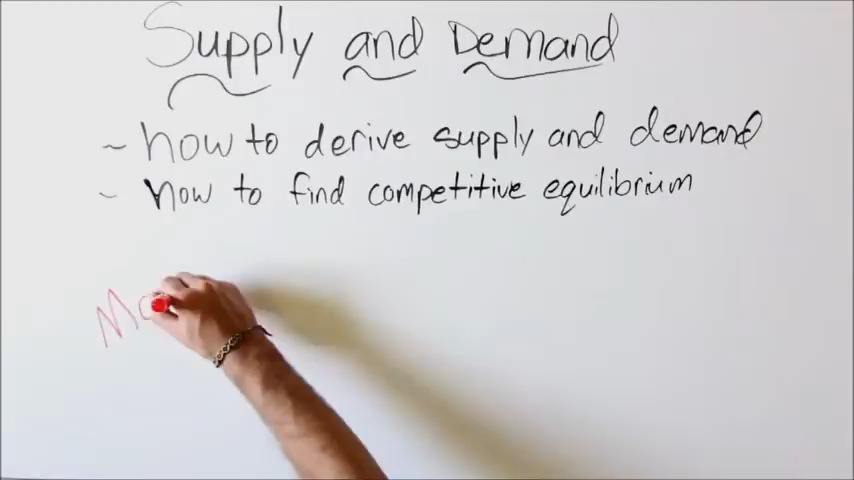 Supply and Demand
~ how to derive supply and demand
~ how to find competitive equilibrium